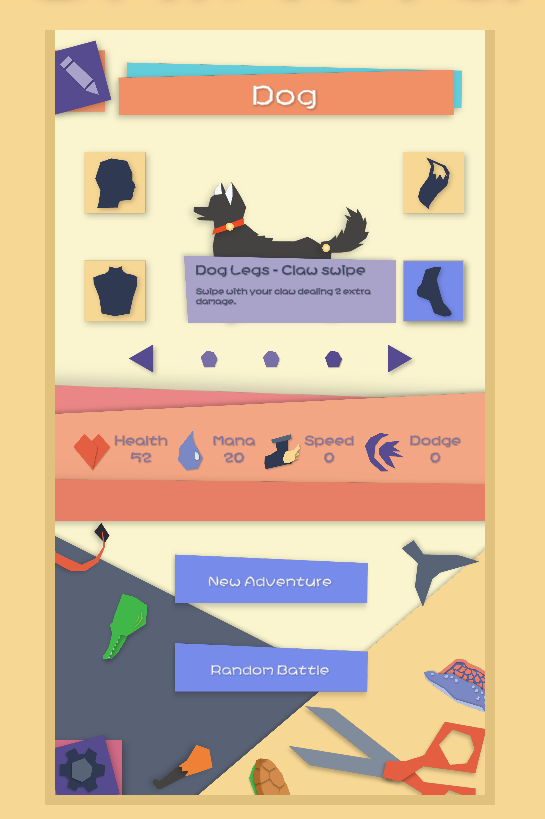 Dog
Dog Legs - Claw swipe
Swipe with your claw dealing 2 extra
damage.
Health Mana Speed Dodge
52 20 0 0
New Adventure
Random Battle